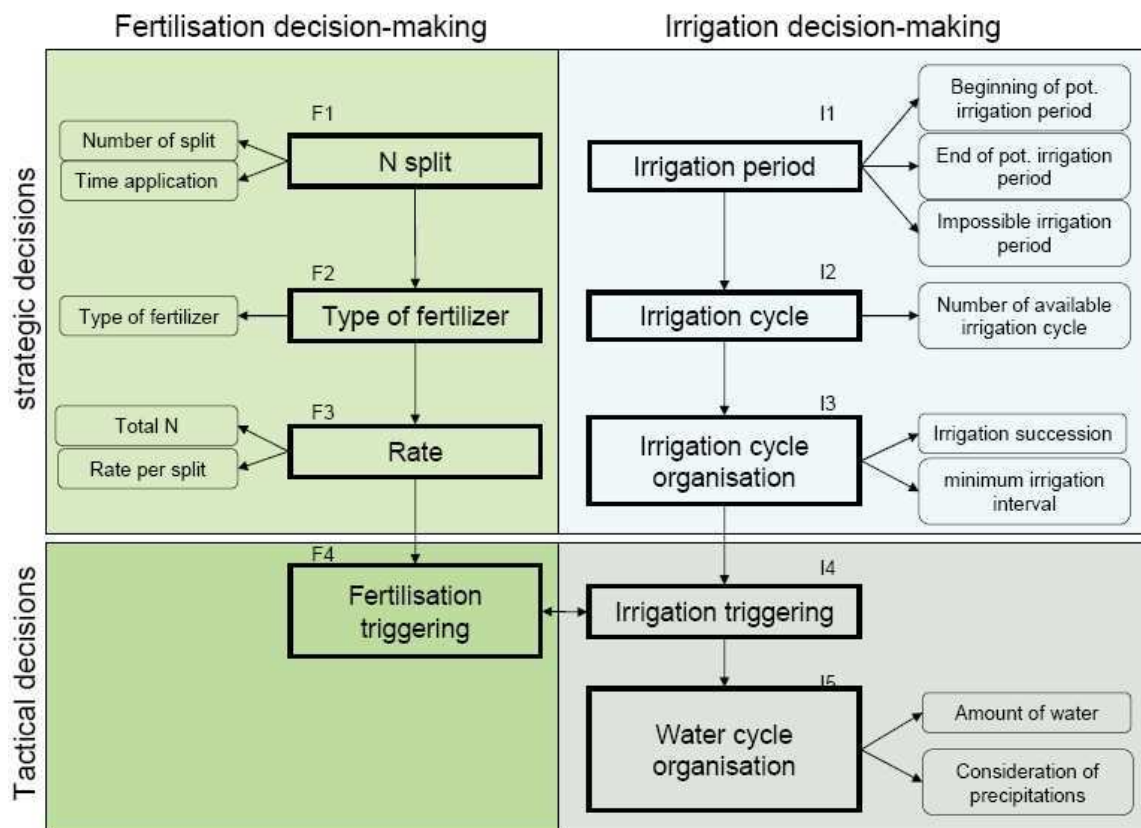 Fertilisation decision-making
Irrigation decision-making
strategic decisions
F1
N split
Number of split
Time application
F2
Type of fertilizer
Type of fertilizer
F3
Rate
Total N
Rate per split
I1
Irrigation period
Beginning of pot.
irrigation period
End of pot. irrigation
period
Impossible irrigation
period
I2
Irrigation cycle
Number of available
irrigation cycle
I3
Irrigation cycle
organisation
Irrigation succession
minimum irrigation
interval
Tactical decisions
F4
Fertilisation
triggering
I4
Irrigation triggering
I5
Water cycle
organisation
Amount of water
Consideration of
precipitations